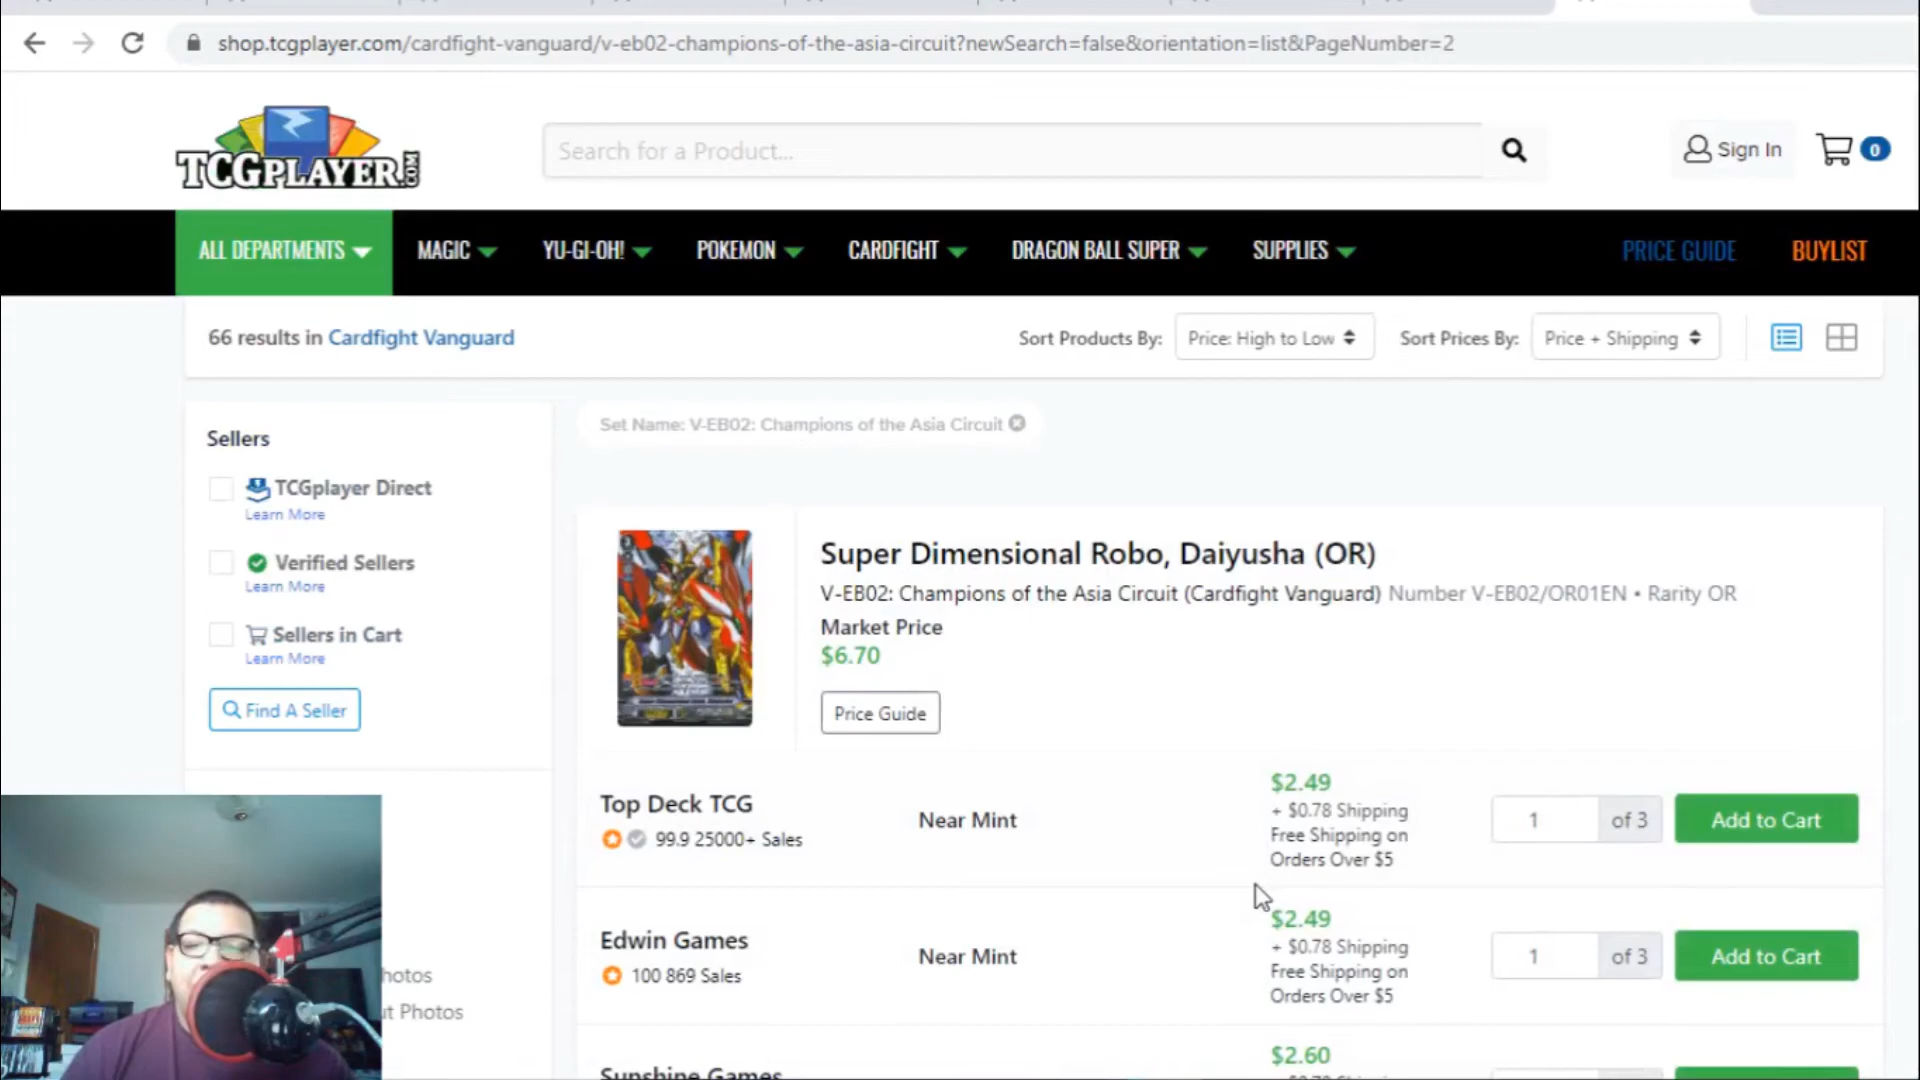 shop.tcgplayer.com/cardfight-vanguard/v-eb02-champions-of-the-asia-circuit?newSearch=false&orientation=list&PageNumber=2
TCGPLAYER.COM
Search for a Product...
Sign In
0
ALL DEPARTMENTS
MAGIC
YU-GI-OH!
POKEMON
CARDFIGHT
DRAGON BALL SUPER
SUPPLIES
PRICE GUIDE
BUYLIST
66 results in Cardfight Vanguard
Sort Products By:
Price: High to Low
Sort Prices By:
Price + Shipping
Sellers
TCGplayer Direct
Learn More
Verified Sellers
Learn More
Sellers in Cart
Learn More
Find A Seller
hotos
ut Photos
Set Name: V-EB02: Champions of the Asia Circuit
Super Dimensional Robo, Daiyusha (OR)
V-EB02: Champions of the Asia Circuit (Cardfight Vanguard) Number V-EB02/OR01EN • Rarity OR
Market Price
$6.70
Price Guide
Top Deck TCG
99.9 25000+ Sales
Near Mint
$2.49
+ $0.78 Shipping
Free Shipping on
Orders Over $5
1
of 3
Add to Cart
Edwin Games
100 869 Sales
Near Mint
$2.49
+ $0.78 Shipping
Free Shipping on
Orders Over $5
1
of 3
Add to Cart
Sunshine Games
$2.60